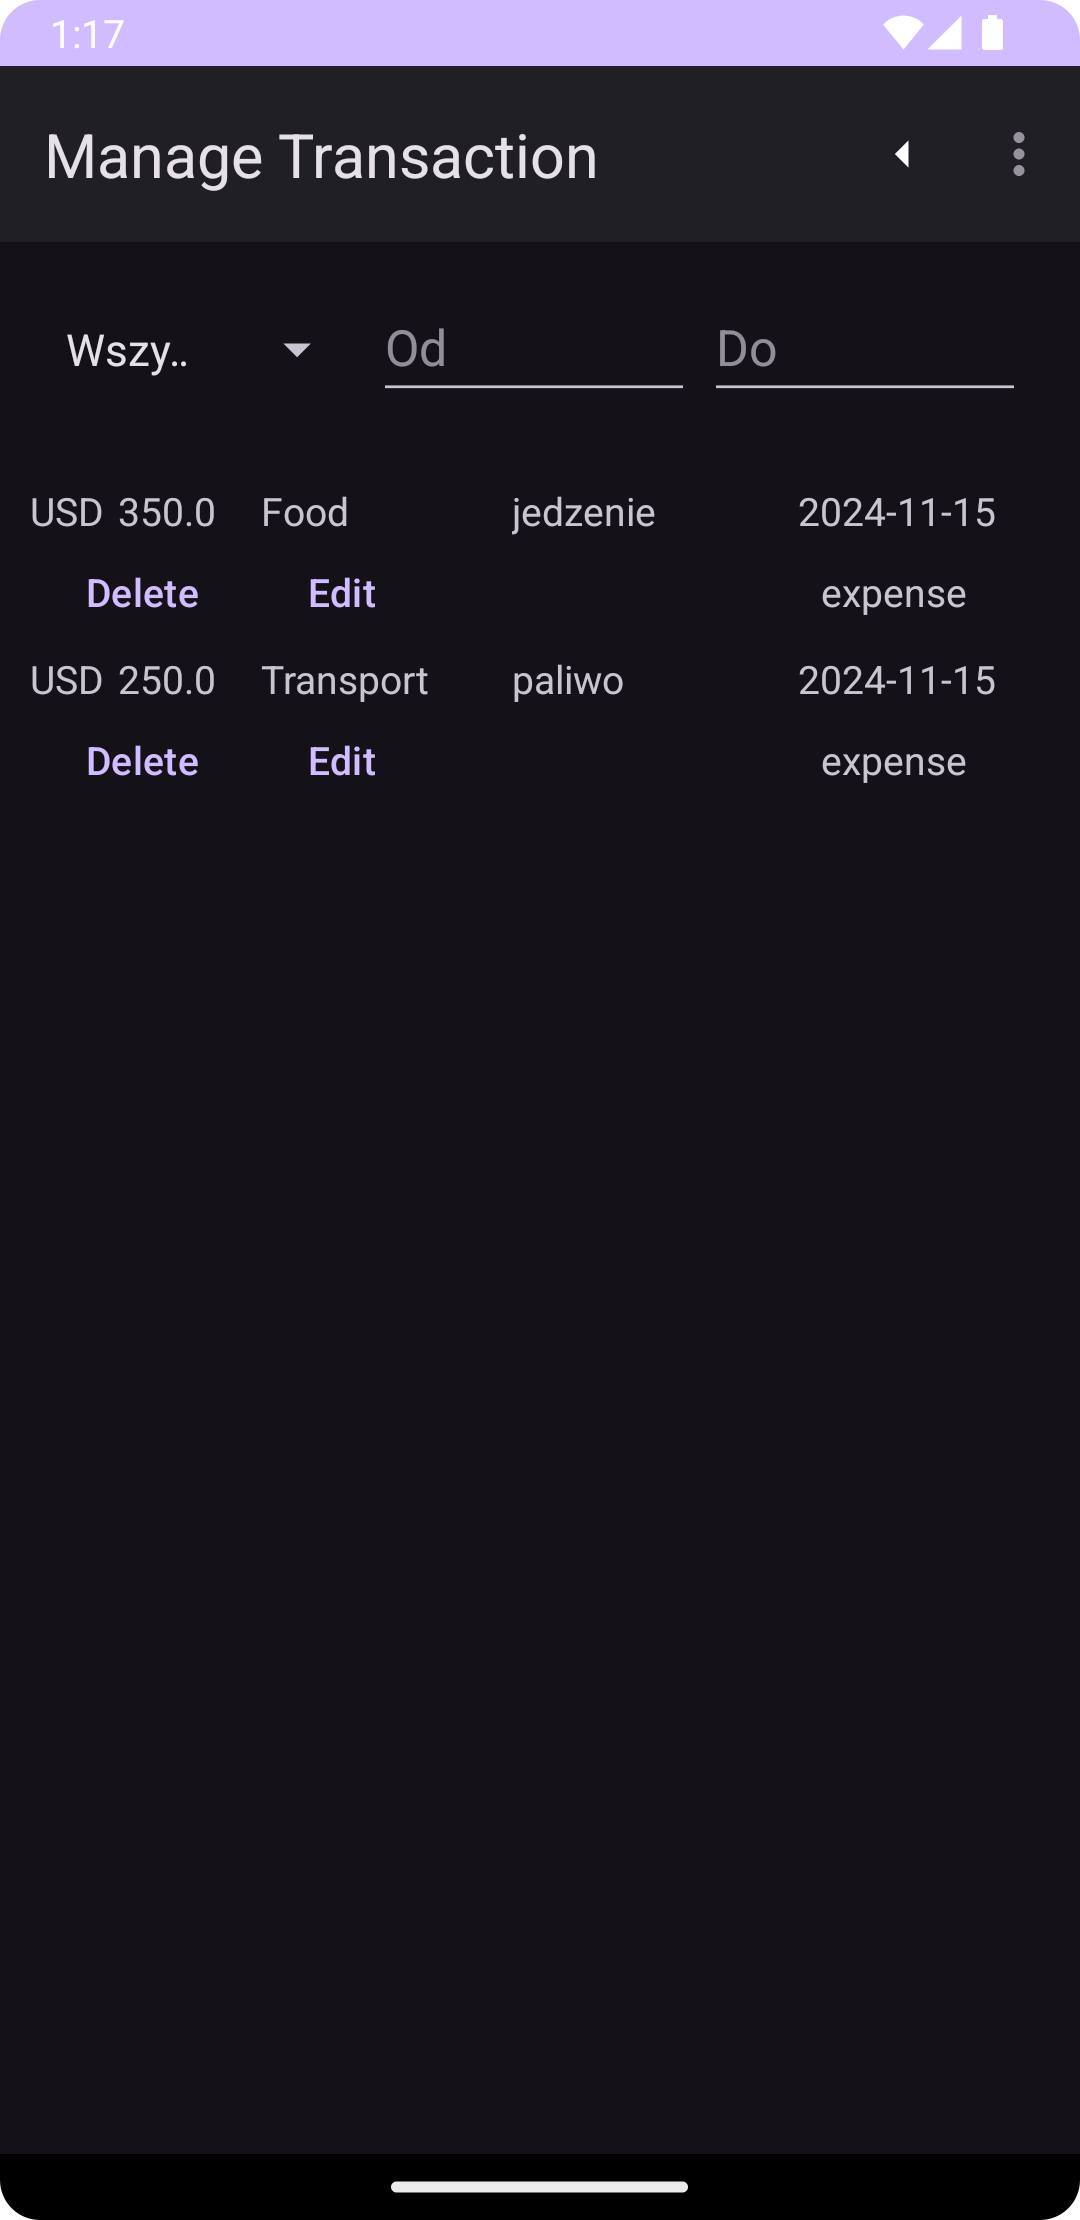 1:17
Manage Transaction
Wszy.. Od Do
USD 350.0 Food jedzenie 2024-11-15
Delete Edit expense
USD 250.0 Transport paliwo 2024-11-15
Delete Edit expense